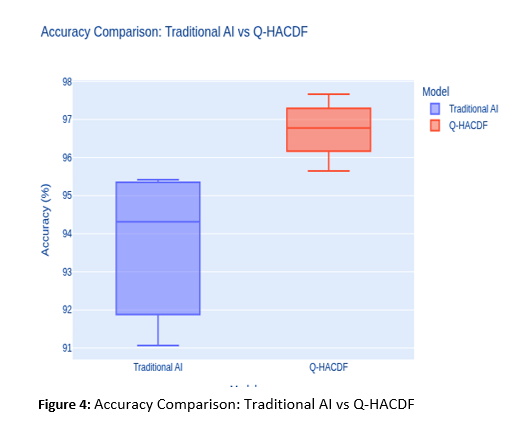 Accuracy Comparison: Traditional AI vs Q-HACDF
98
97
96
95
94
93
92
91
Accuracy (%)
Traditional AI
Q-HACDF
Model
Traditional AI
Q-HACDF
Figure 4: Accuracy Comparison: Traditional AI vs Q-HACDF